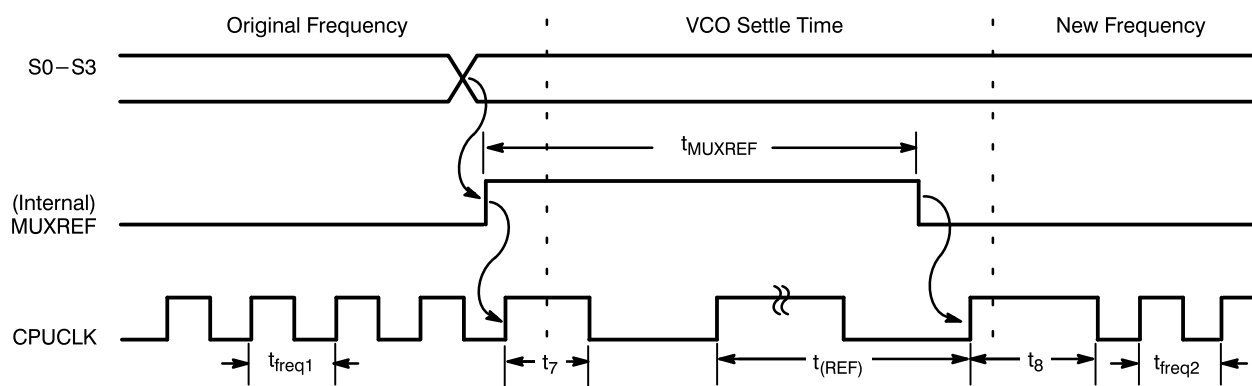 Original Frequency
VCO Settle Time
New Frequency
S0–S3
tMUXREF
(Internal)
MUXREF
CPUCLK
tfreq1
t7
t(REF)
t8
tfreq2